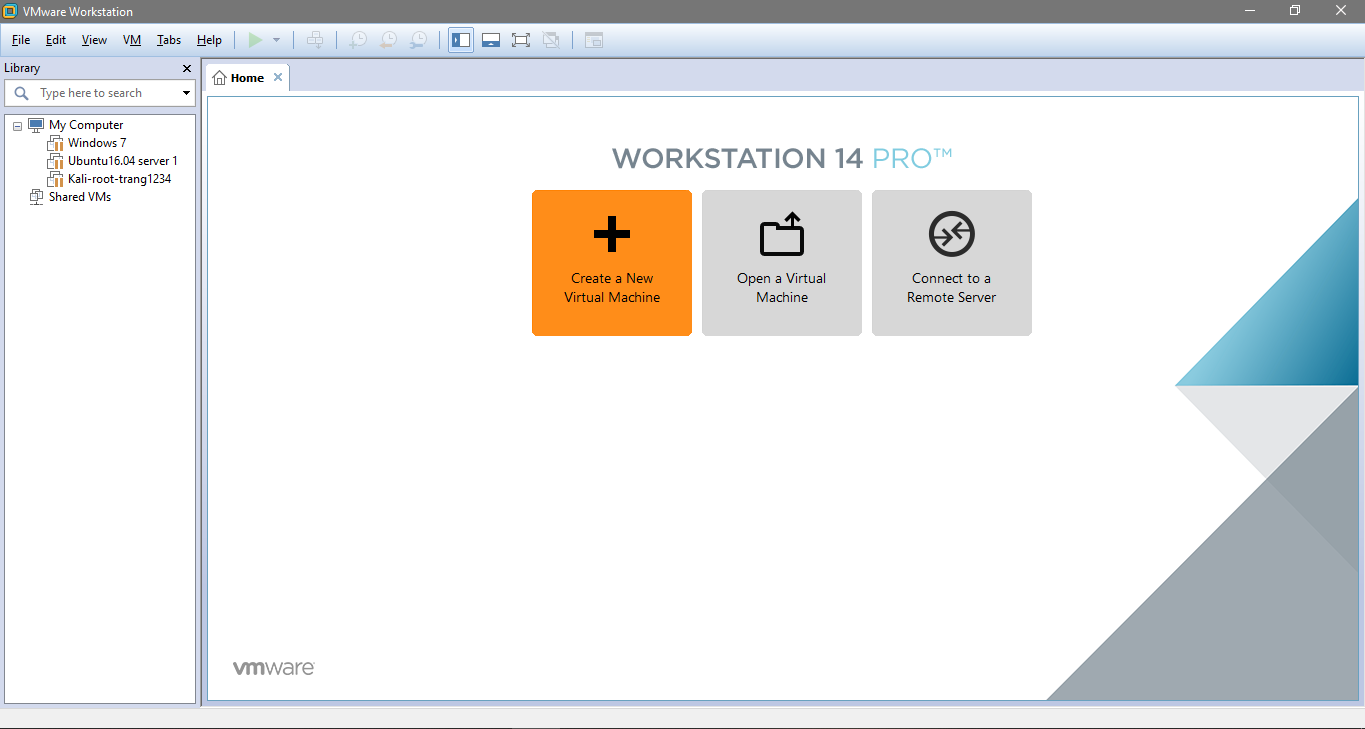 VMware Workstation
File Edit View VM Tabs Help
Library
Type here to search
My Computer
Windows 7
Ubuntu16.04 server 1
Kali-root-trang1234
Shared VMs
Home
WORKSTATION 14 PRO™
Create a New
Virtual Machine
Open a Virtual
Machine
Connect to a
Remote Server
vmware